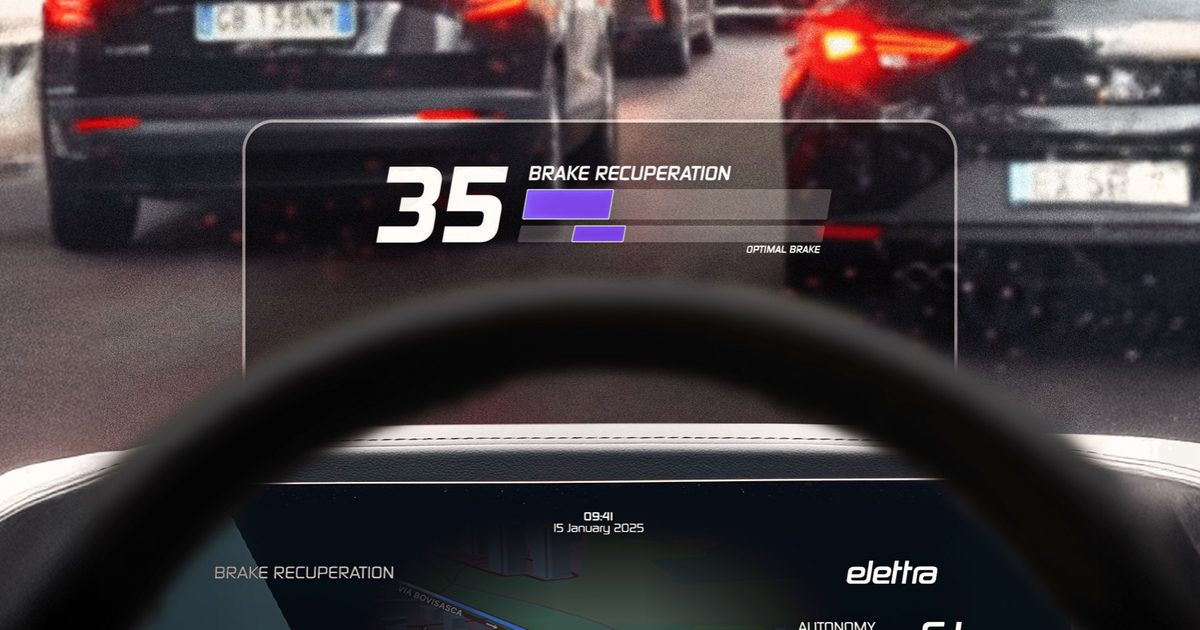 35
BRAKE RECUPERATION
OPTIMAL BRAKE
09:41
15 January 2025
BRAKE RECUPERATION
elettra
VIA BOVISASCA
AUTONOMY